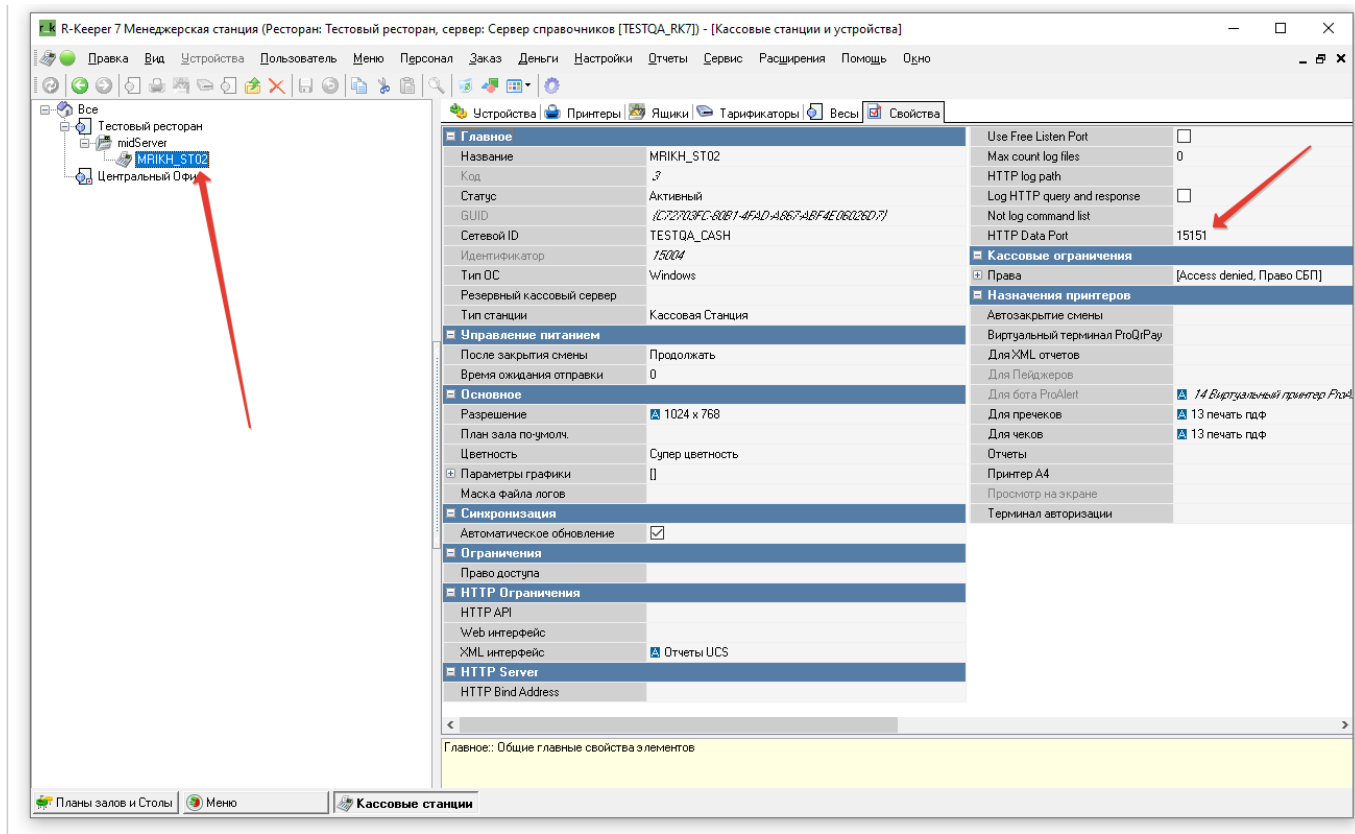 R-Keeper 7 Менеджерская станция (Ресторан: Тестовый ресторан, сервер: Сервер справочников [TESTQA_RK7]) - [Кассовые станции и устройства]
Правка Вид Устройства Пользователь Меню Персонал Заказ Деньги Настройки Отчеты Сервис Расширения Помощь Окно
Все
Тестовый ресторан
midServer
MRIKH_ST02
Центральный Офи
Устройства Принтеры Ящики Тарификаторы Весы Свойства
Главное
Название MRIKH_ST02
Код 3
Статус Активный
GUID {C72703FC-80B1-4FAD-A867-ABF4E06026D7}
Сетевой ID TESTQA_CASH
Идентификатор 15004
Тип ОС Windows
Резервный кассовый сервер
Тип станции Кассовая Станция
Управление питанием
После закрытия смены Продолжать
Время ожидания отправки 0
Основное
Разрешение 1024 x 768
План зала по-умолч.
Цветность Супер цветность
Параметры графики []
Маска файла логов
Синхронизация
Автоматическое обновление
Ограничения
Право доступа
HTTP Ограничения
HTTP API
Web интерфейс
XML интерфейс Отчеты UCS
HTTP Server
HTTP Bind Address
Use Free Listen Port
Max count log files 0
HTTP log path
Log HTTP query and response
Not log command list
HTTP Data Port 15151
Кассовые ограничения
Права [Access denied, Право СБП]
Назначения принтеров
Автозакрытие смены
Виртуальный терминал ProQrPay
Для XML отчетов
Для Пейджеров
Для бота ProAlert 14 Виртуальный принтер ProA
Для пречеков 13 печать пдф
Для чеков 13 печать пдф
Отчеты
Принтер A4
Просмотр на экране
Терминал авторизации
Главное:: Общие главные свойства элементов
Планы залов и Столы Меню Кассовые станции